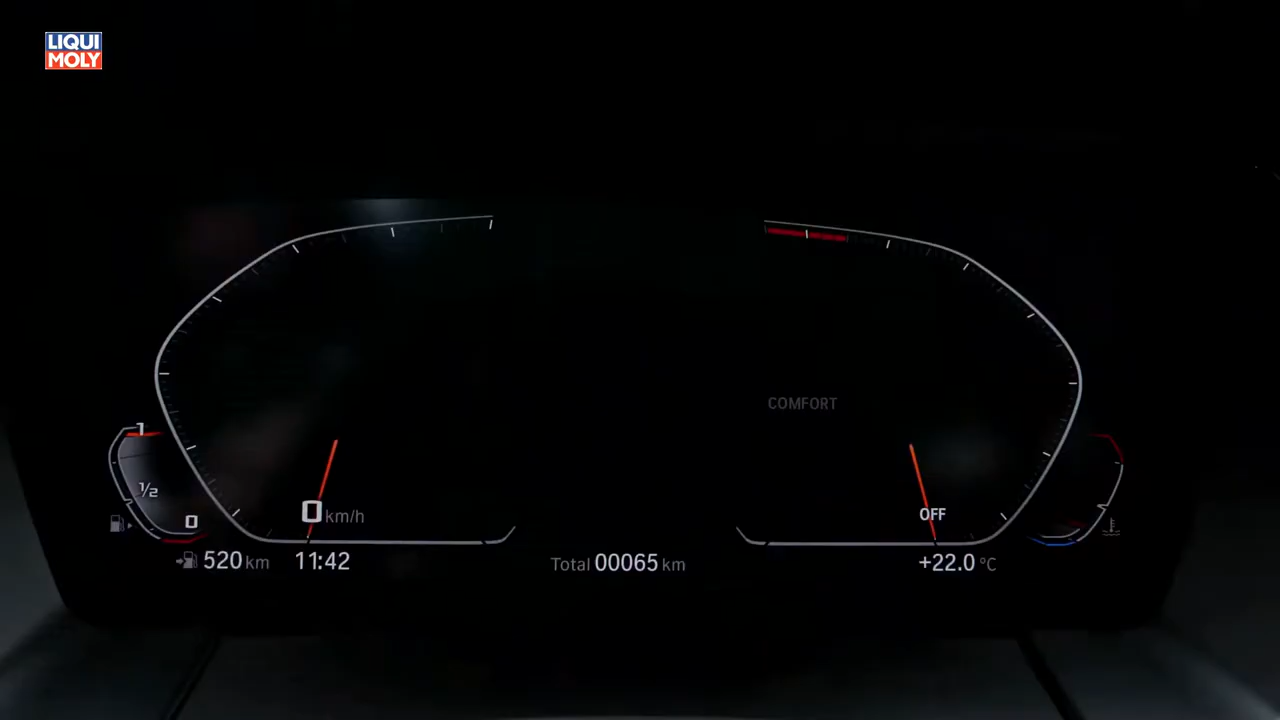 LIQUI
MOLY
COMFORT
1
1/2
0
0 km/h
OFF
520 km
11:42
Total 00065 km
+22.0 °C